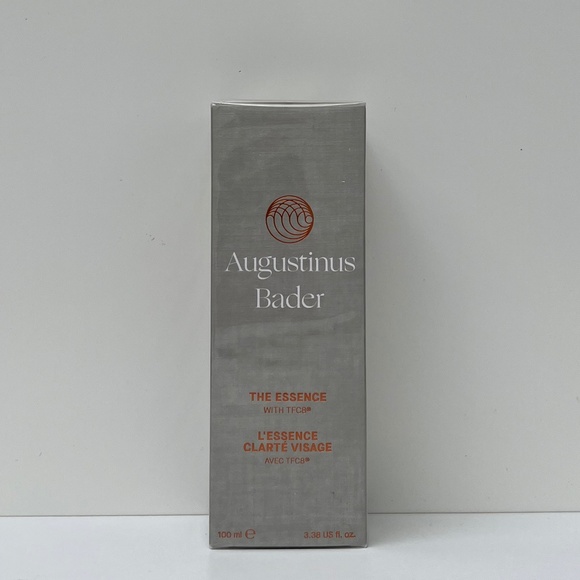 Augustinus
Bader
THE ESSENCE
WITH TFC8®
L'ESSENCE
CLARTÉ VISAGE
AVEC TFC8®
100 ml ℮ 3.38 US fl. oz.